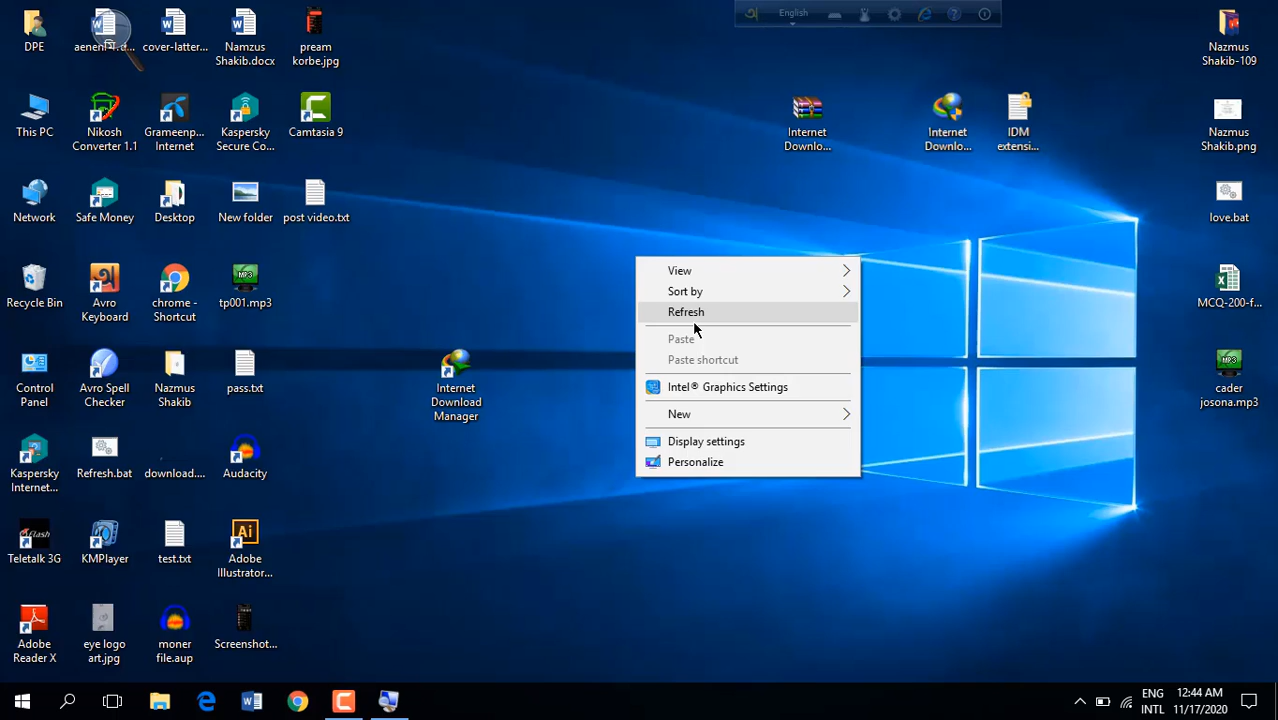 English
DPE
cover-latter...
Namzus
Shakib.docx
pream
korbe.jpg
Nazmus
Shakib-109
This PC
Nikosh
Converter 1.1
Grameenp...
Internet
Kaspersky
Secure Co...
Camtasia 9
Internet
Downlo...
Internet
Downlo...
IDM
extensi...
Nazmus
Shakib.png
Network
Safe Money
Desktop
New folder
post video.txt
love.bat
Recycle Bin
Avro
Keyboard
chrome -
Shortcut
MP3
tp001.mp3
MCQ-200-f...
Control
Panel
Avro Spell
Checker
Nazmus
Shakib
pass.txt
Internet
Download
Manager
MP3
cader
josona.mp3
View
Sort by
Refresh
Paste
Paste shortcut
Intel® Graphics Settings
New
Display settings
Personalize
Kaspersky
Internet...
Refresh.bat
download....
Audacity
Teletalk 3G
KMPlayer
test.txt
Ai
Adobe
Illustrator...
Adobe
Reader X
eye logo
art.jpg
moner
file.aup
Screenshot...
ENG
INTL
12:44 AM
11/17/2020